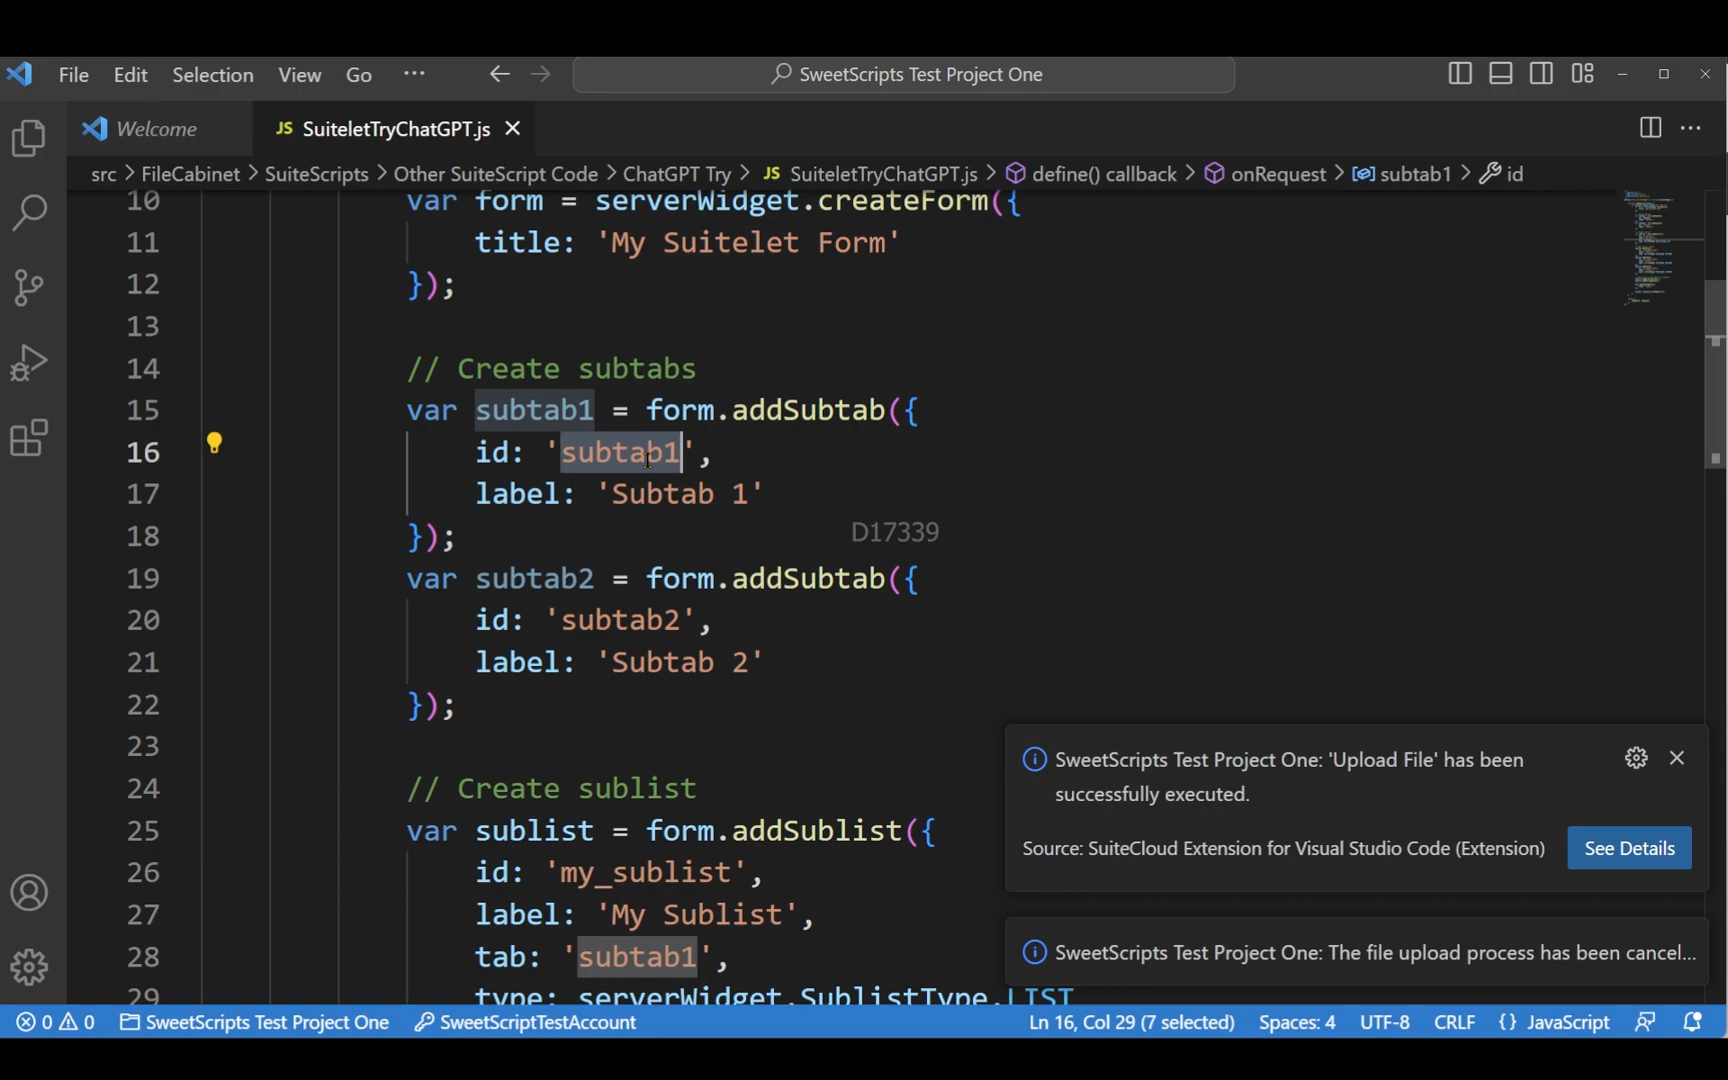 File Edit Selection View Go ··· SweetScripts Test Project One
Welcome JS SuiteletTryChatGPT.js
src > FileCabinet > SuiteScripts > Other SuiteScript Code > ChatGPT Try > JS SuiteletTryChatGPT.js > define() callback > onRequest > subtab1 > id
10 var form = serverWidget.createForm({
11 title: 'My Suitelet Form'
12 });
13
14 // Create subtabs
15 var subtab1 = form.addSubtab({
16 id: 'subtab1',
17 label: 'Subtab 1'
D17339
18 });
19 var subtab2 = form.addSubtab({
20 id: 'subtab2',
21 label: 'Subtab 2'
22 });
23
24 // Create sublist
25 var sublist = form.addSublist({
26 id: 'my_sublist',
27 label: 'My Sublist',
28 tab: 'subtab1',
29 type: serverWidget.SublistType.LIST
SweetScripts Test Project One: 'Upload File' has been
successfully executed.
Source: SuiteCloud Extension for Visual Studio Code (Extension) See Details
SweetScripts Test Project One: The file upload process has been cancel...
0 0 SweetScripts Test Project One SweetScriptTestAccount Ln 16, Col 29 (7 selected) Spaces: 4 UTF-8 CRLF {} JavaScript